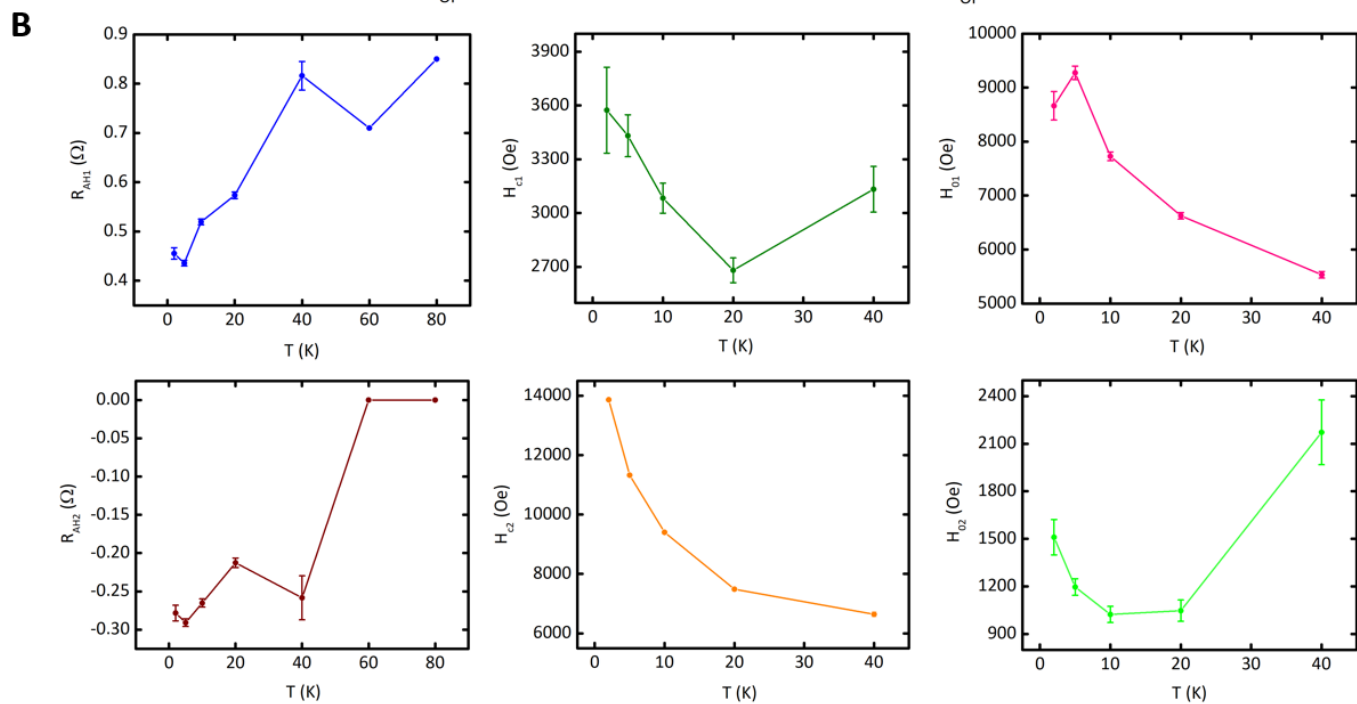 B
gr
gr
0.9
0.8
0.7
0.6
0.5
0.4
R_AH1 (Ω)
0 20 40 60 80
T (K)
3900
3600
3300
3000
2700
H_c1 (Oe)
0 10 20 30 40
T (K)
10000
9000
8000
7000
6000
5000
H_01 (Oe)
0 10 20 30 40
T (K)
0.00
-0.05
-0.10
-0.15
-0.20
-0.25
-0.30
R_AH2 (Ω)
0 20 40 60 80
T (K)
14000
12000
10000
8000
6000
H_c2 (Oe)
0 10 20 30 40
T (K)
2400
2100
1800
1500
1200
900
H_02 (Oe)
0 10 20 30 40
T (K)